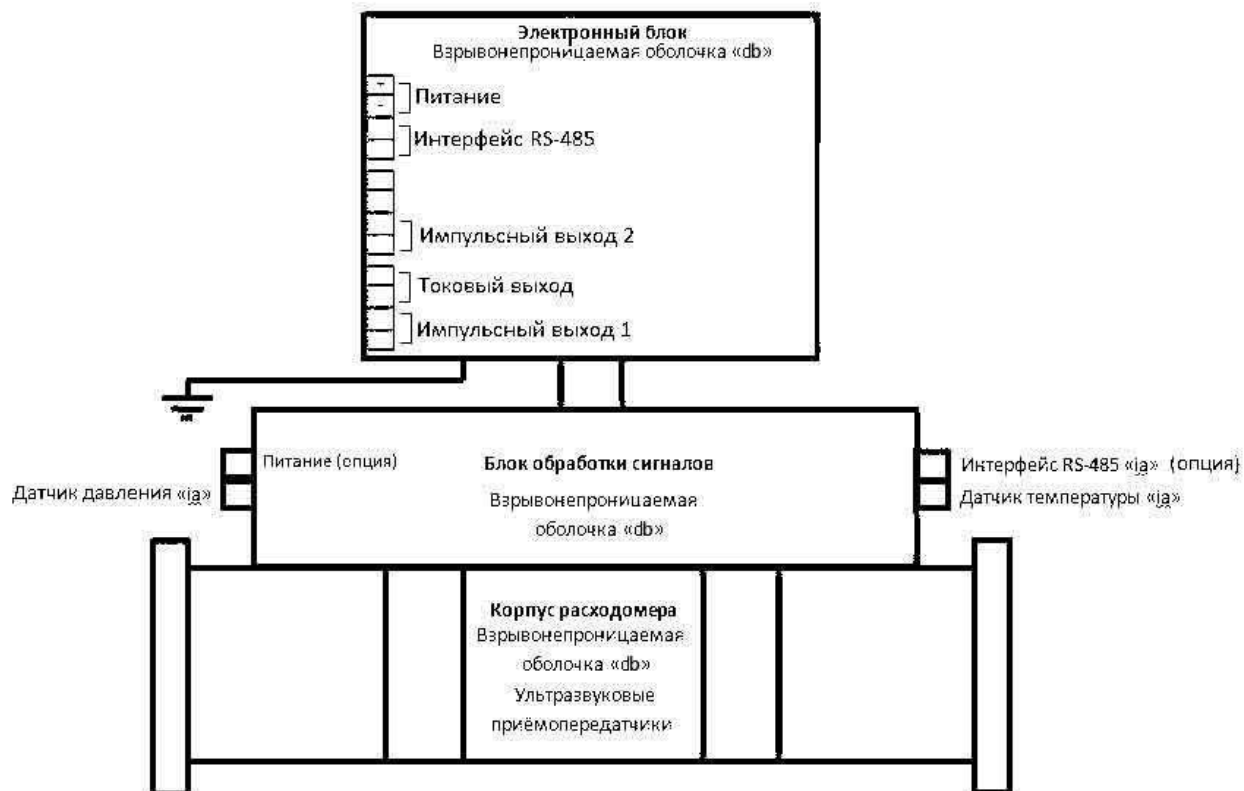 Электронный блок
Взрывонепроницаемая оболочка «db»
+
Питание
-
Интерфейс RS-485
Импульсный выход 2
Токовый выход
Импульсный выход 1
Питание (опция)
Блок обработки сигналов
Интерфейс RS-485 «ia» (опция)
Датчик давления «ia»
Взрывонепроницаемая
Датчик температуры «ia»
оболочка «db»
Корпус расходомера
Взрывонепроницаемая
оболочка «db»
Ультразвуковые
приёмопередатчики